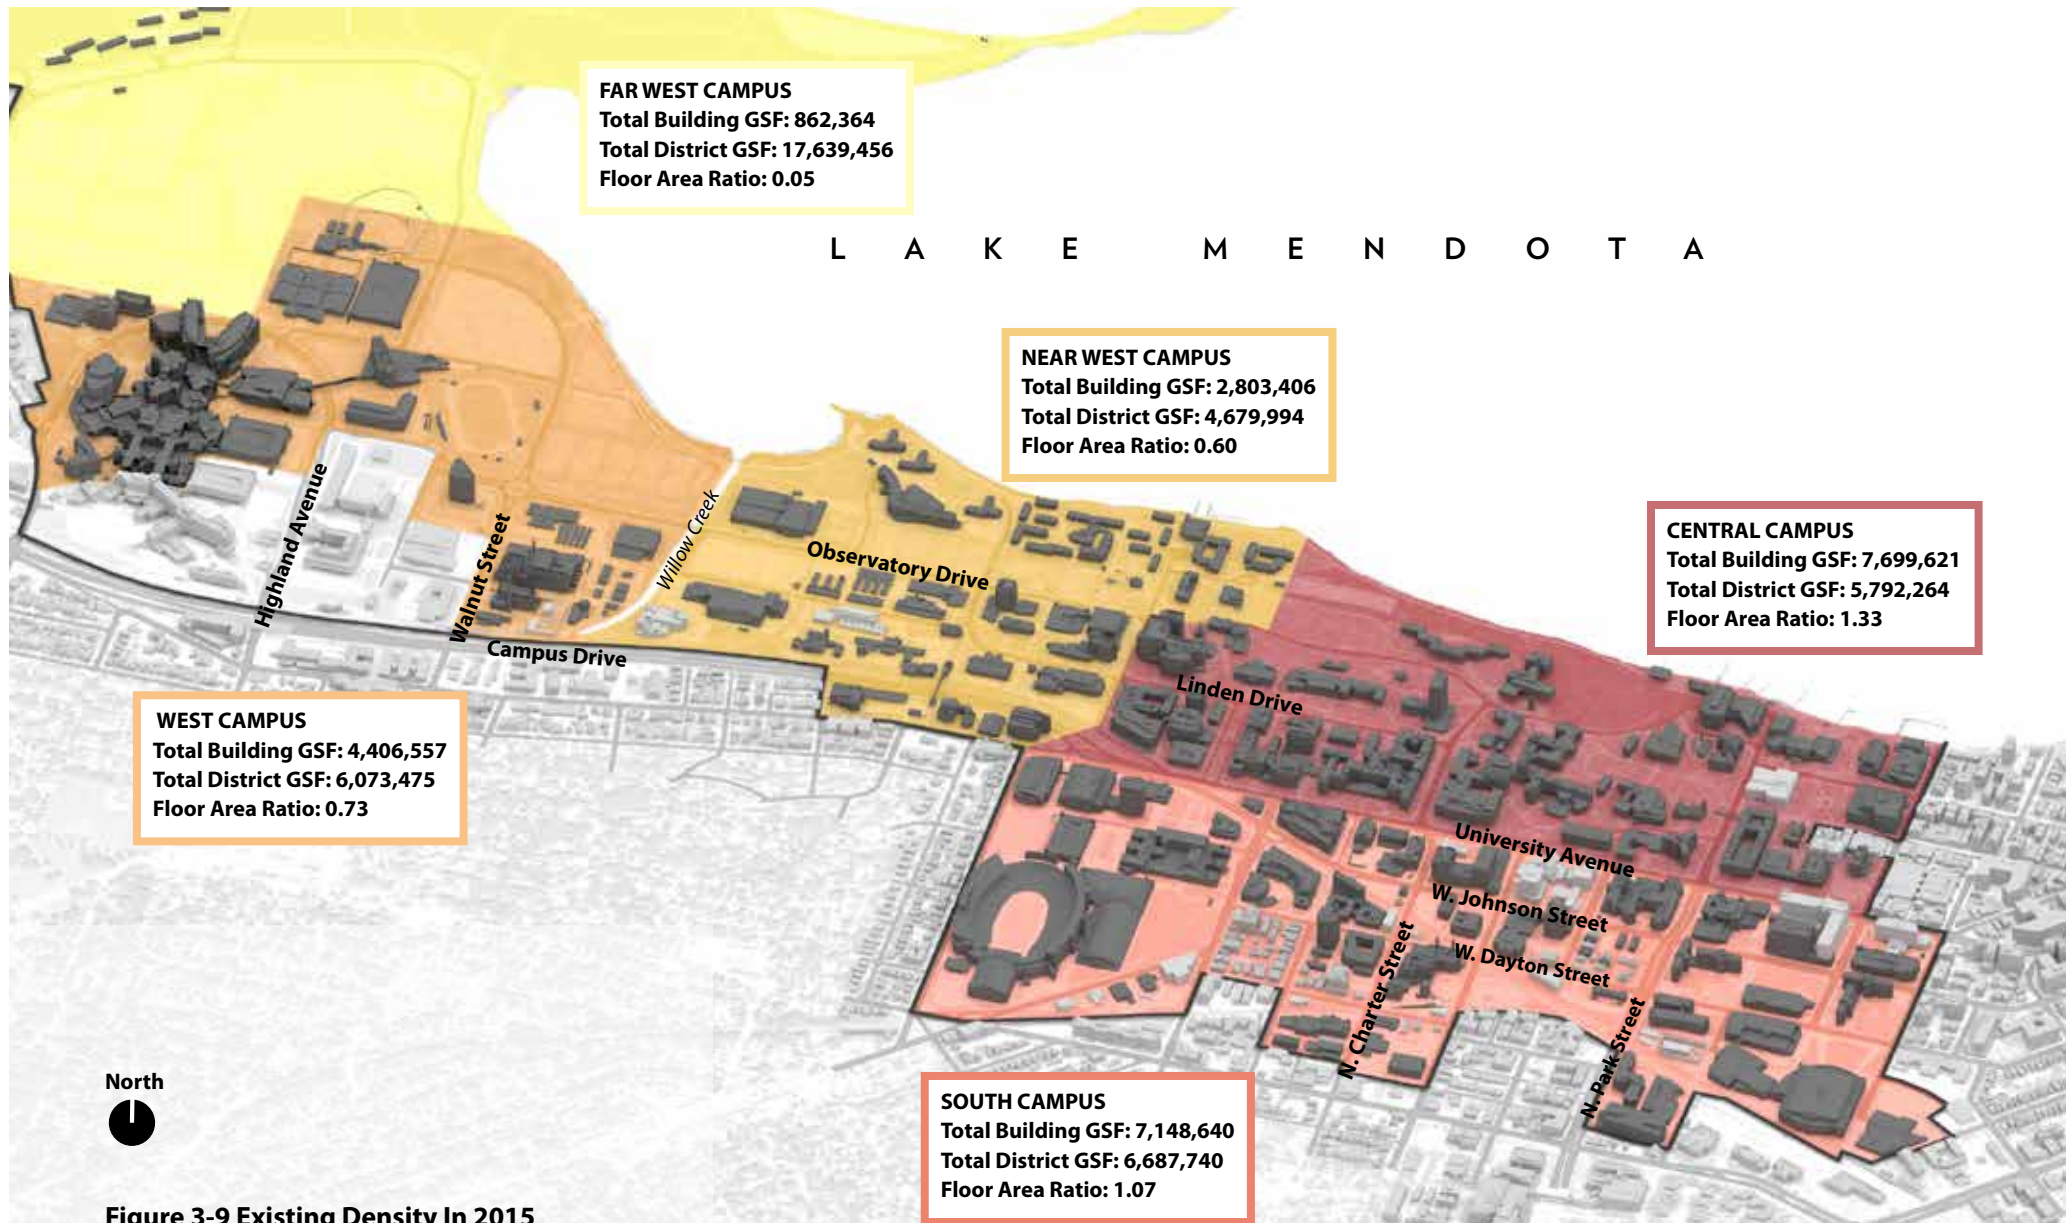 FAR WEST CAMPUS
Total Building GSF: 862,364
Total District GSF: 17,639,456
Floor Area Ratio: 0.05
LAKE MENDOTA
NEAR WEST CAMPUS
Total Building GSF: 2,803,406
Total District GSF: 4,679,994
Floor Area Ratio: 0.60
CENTRAL CAMPUS
Total Building GSF: 7,699,621
Total District GSF: 5,792,264
Floor Area Ratio: 1.33
Highland Avenue
Walnut Street
Willow Creek
Observatory Drive
Campus Drive
Linden Drive
WEST CAMPUS
Total Building GSF: 4,406,557
Total District GSF: 6,073,475
Floor Area Ratio: 0.73
University Avenue
W. Johnson Street
W. Dayton Street
N. Charter Street
N. Park Street
SOUTH CAMPUS
Total Building GSF: 7,148,640
Total District GSF: 6,687,740
Floor Area Ratio: 1.07
North
Figure 3-9 Existing Density In 2015